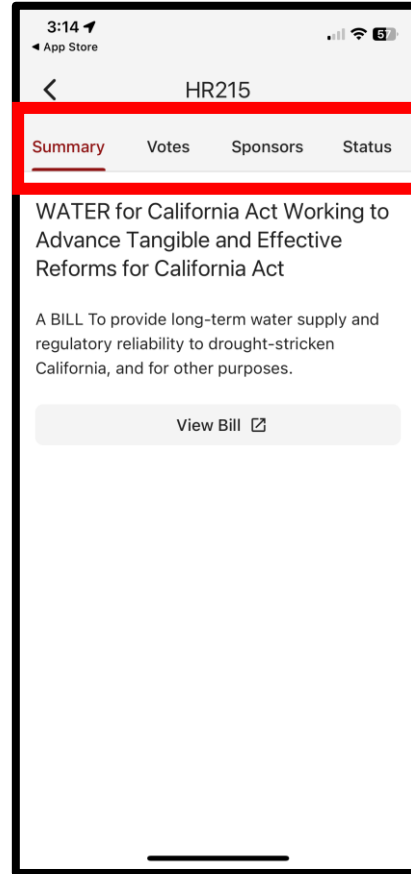 3:14
57
◀ App Store
HR215
Summary Votes Sponsors Status
WATER for California Act Working to
Advance Tangible and Effective
Reforms for California Act
A BILL To provide long-term water supply and
regulatory reliability to drought-stricken
California, and for other purposes.
View Bill